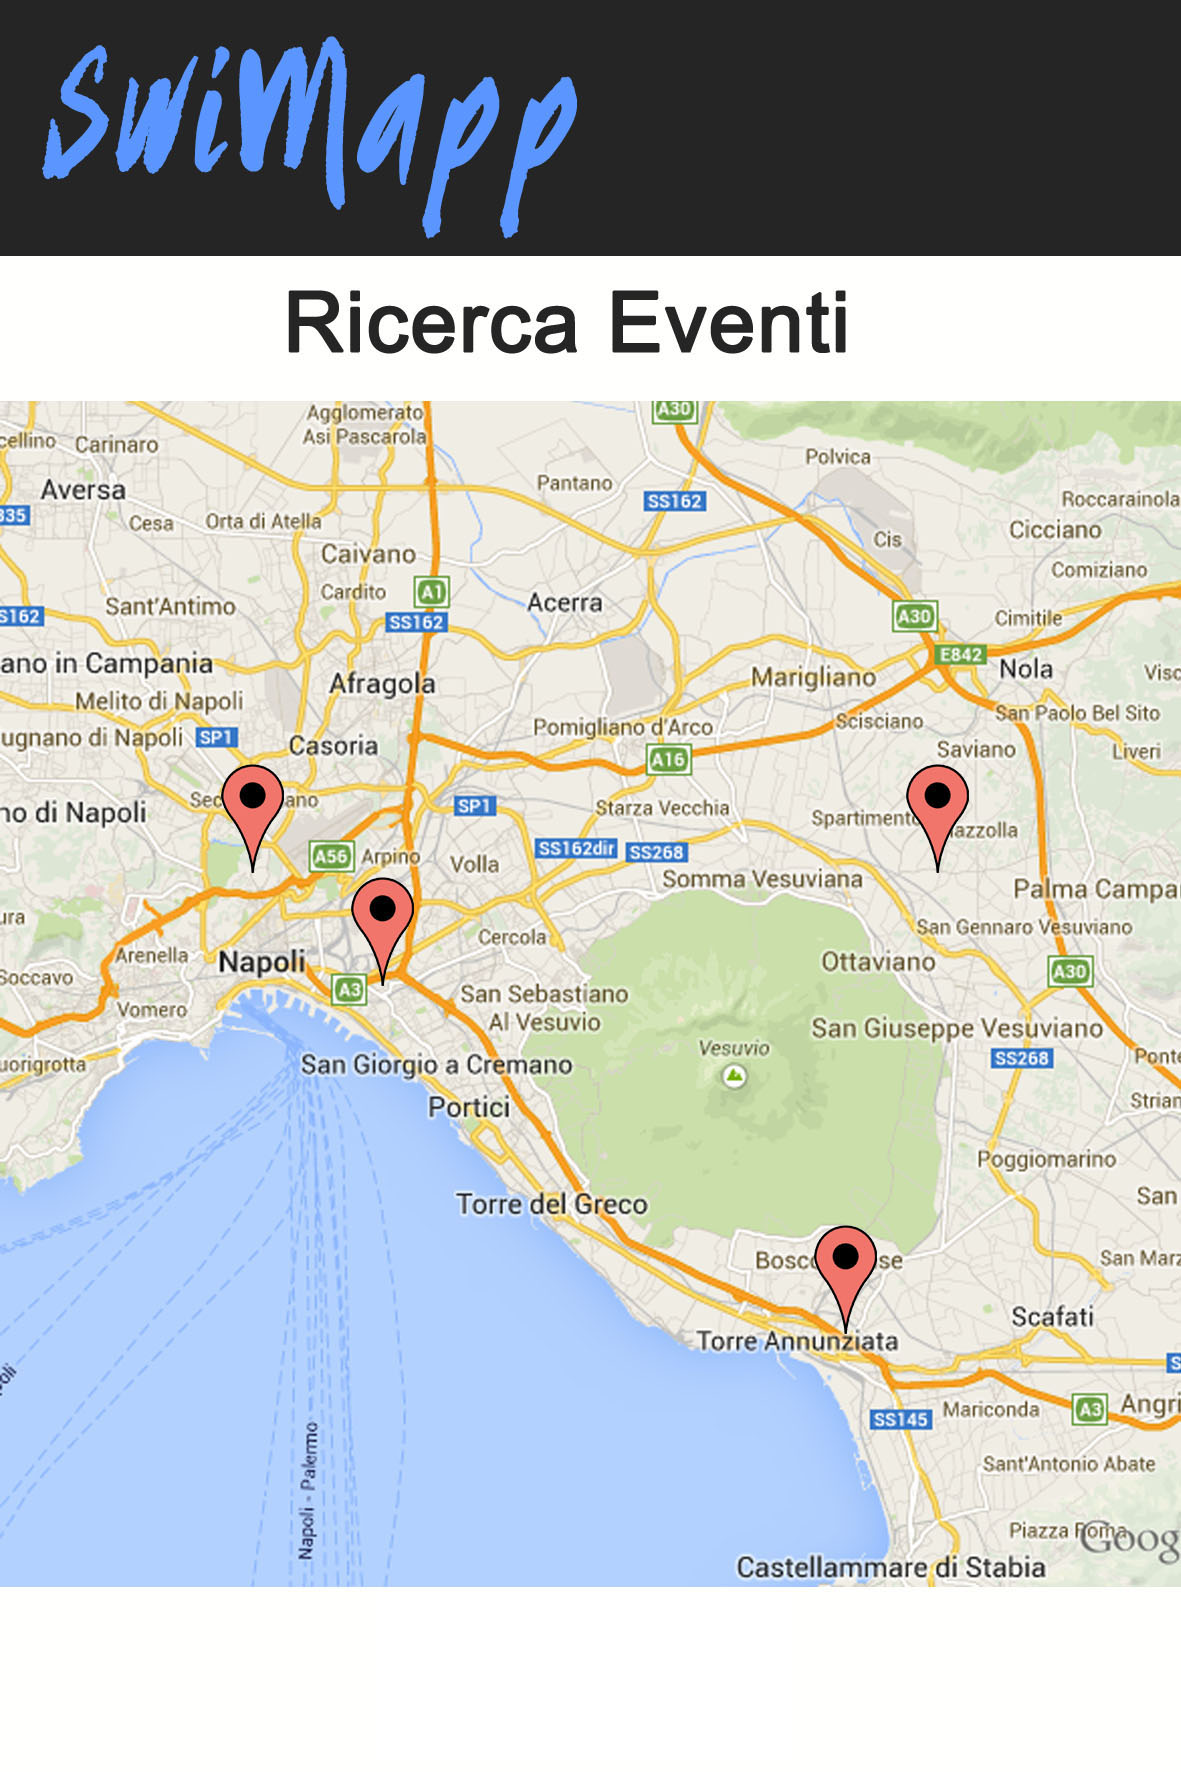 SwiMapp
Ricerca Eventi
Agglomerato
Asi Pascarola
A30
cellino
Carinaro
Polvica
Aversa
Pantano
SS162
Roccarainola
335
Cesa
Orta di Atella
Cis
Cicciano
Caivano
Comiziano
Cardito
A1
Acerra
Sant'Antimo
S162
SS162
A30
Cimitile
E842
ano in Campania
Afragola
Marigliano
Nola
Visc
Melito di Napoli
San Paolo Bel Sito
ugnano di Napoli
SP1
Casoria
Pomigliano d'Arco
Scisciano
A16
Saviano
Liveri
Sec
ano
no di Napoli
SP1
Starza Vecchia
Spartimento
azzolla
A56
Arpino
Volla
SS162dir
SS268
Somma Vesuviana
Palma Campa
ura
Cercola
San Gennaro Vesuviano
Arenella
Napoli
Ottaviano
A30
Soccavo
A3
San Sebastiano
Al Vesuvio
Vomero
San Giuseppe Vesuviano
Vesuvio
SS268
Ponte
uorigrotta
San Giorgio a Cremano
Portici
Strian
Poggiomarino
Torre del Greco
San
Bosc
se
San Marz
Scafati
Torre Annunziata
S
oli
SS145
Mariconda
A3
Angri
Napoli - Palermo
Sant'Antonio Abate
Piazza Roma
Goog
Castellammare di Stabia